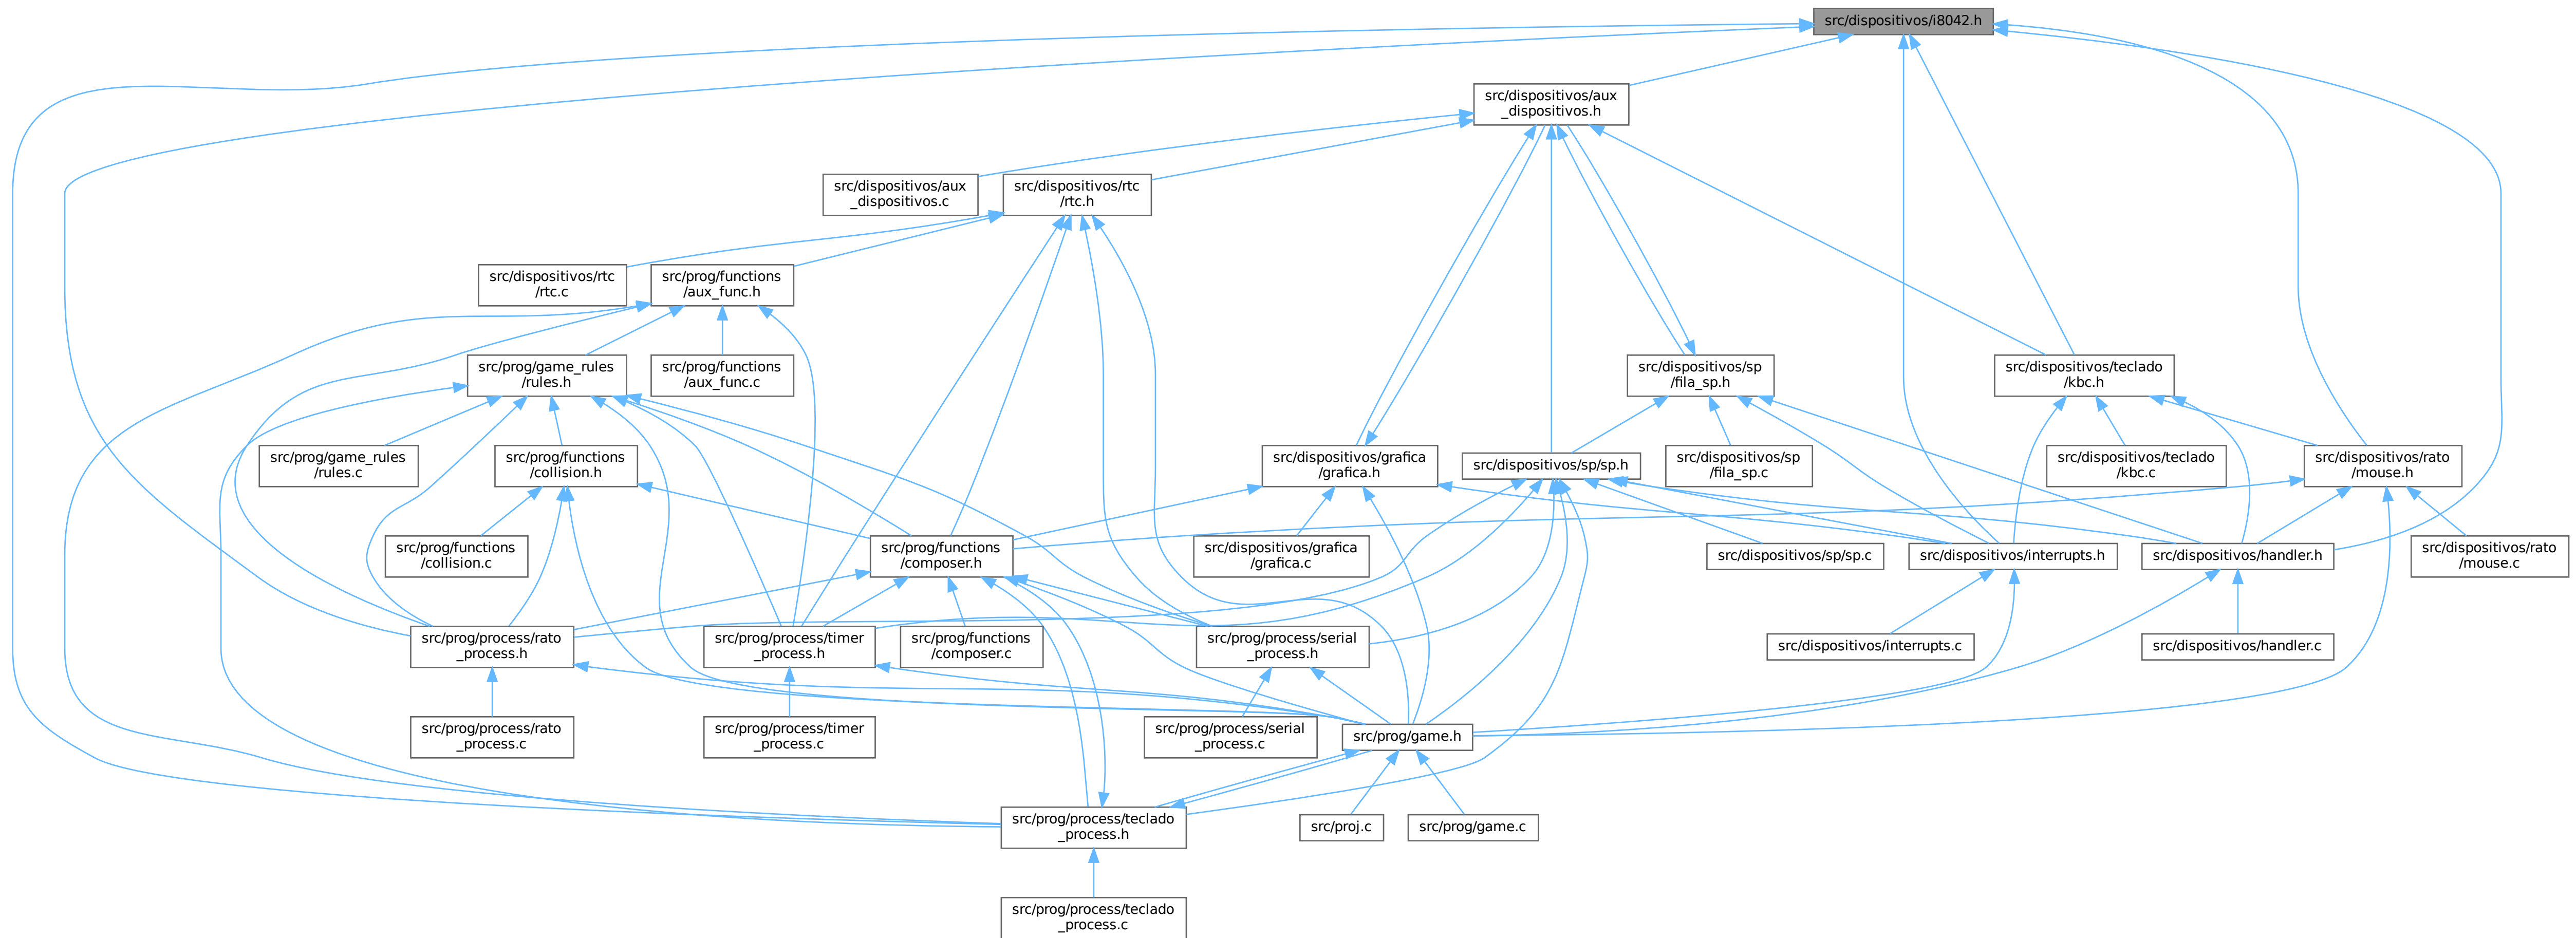 src/dispositivos/i8042.h
src/dispositivos/aux
_dispositivos.h
src/dispositivos/aux
_dispositivos.c
src/dispositivos/rtc
/rtc.h
src/dispositivos/rtc
/rtc.c
src/prog/functions
/aux_func.h
src/prog/game_rules
/rules.h
src/prog/functions
/aux_func.c
src/dispositivos/sp
/fila_sp.h
src/dispositivos/teclado
/kbc.h
src/prog/game_rules
/rules.c
src/prog/functions
/collision.h
src/dispositivos/grafica
/grafica.h
src/dispositivos/sp/sp.h
src/dispositivos/sp
/fila_sp.c
src/dispositivos/teclado
/kbc.c
src/dispositivos/rato
/mouse.h
src/prog/functions
/collision.c
src/prog/functions
/composer.h
src/dispositivos/grafica
/grafica.c
src/dispositivos/sp/sp.c
src/dispositivos/interrupts.h
src/dispositivos/handler.h
src/dispositivos/rato
/mouse.c
src/prog/process/rato
_process.h
src/prog/process/timer
_process.h
src/prog/functions
/composer.c
src/prog/process/serial
_process.h
src/dispositivos/interrupts.c
src/dispositivos/handler.c
src/prog/process/rato
_process.c
src/prog/process/timer
_process.c
src/prog/process/serial
_process.c
src/prog/game.h
src/prog/process/teclado
_process.h
src/proj.c
src/prog/game.c
src/prog/process/teclado
_process.c